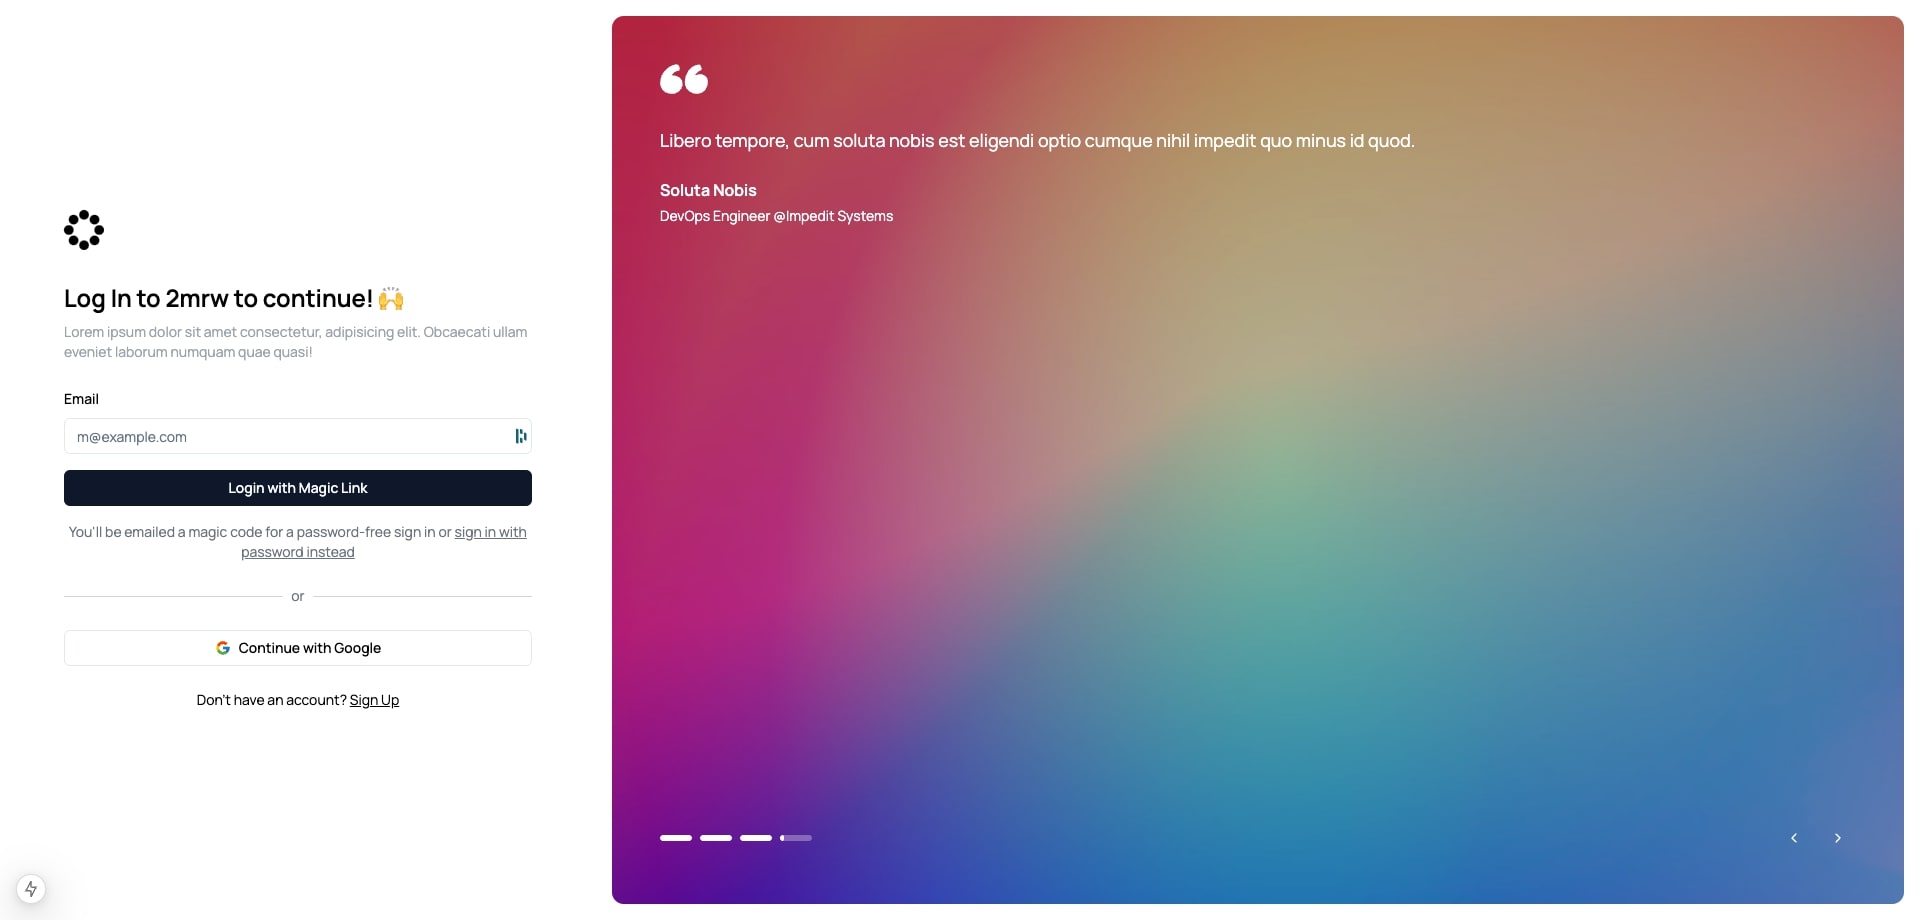 Log In to 2mrw to continue! 🙌
Lorem ipsum dolor sit amet consectetur, adipisicing elit. Obcaecati ullam
eveniet laborum numquam quae quasi!
Email
m@example.com
Login with Magic Link
You'll be emailed a magic code for a password-free sign in or sign in with
password instead
or
Continue with Google
Don't have an account? Sign Up
Libero tempore, cum soluta nobis est eligendi optio cumque nihil impedit quo minus id quod.
Soluta Nobis
DevOps Engineer @Impedit Systems